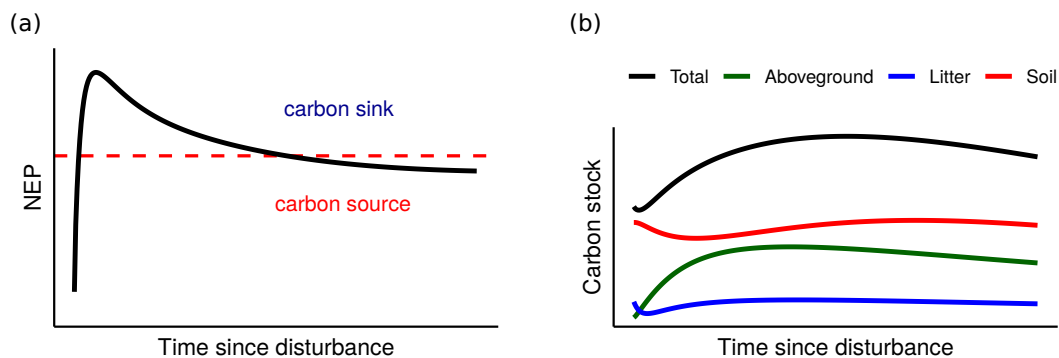 (a)
carbon sink
carbon source
NEP
Time since disturbance
(b)
Total Aboveground Litter Soil
Carbon stock
Time since disturbance